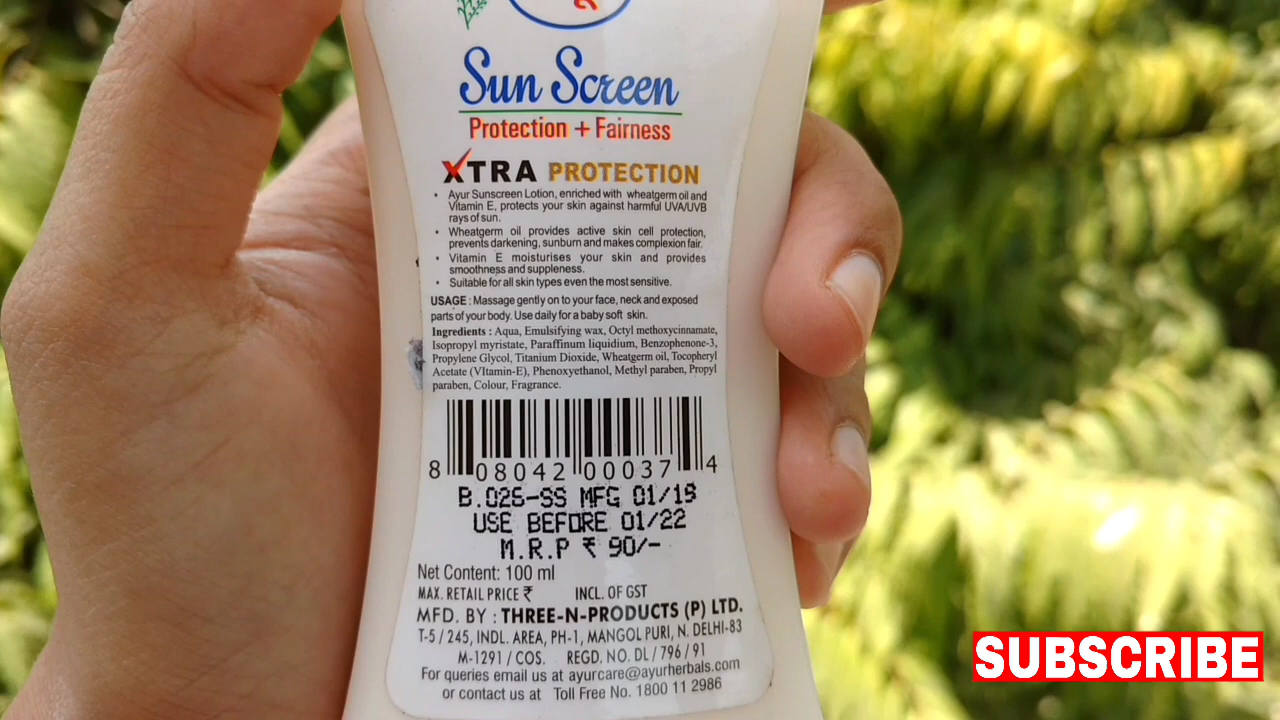 Sun Screen
Protection + Fairness
XTRA PROTECTION
• Ayur Sunscreen Lotion, enriched with wheatgerm oil and
Vitamin E, protects your skin against harmful UVA/UVB
rays of sun.
• Wheatgerm oil provides active skin cell protection,
prevents darkening, sunburn and makes complexion fair.
• Vitamin E moisturises your skin and provides
smoothness and suppleness.
• Suitable for all skin types even the most sensitive.
USAGE : Massage gently on to your face, neck and exposed
parts of your body. Use daily for a baby soft skin.
Ingredients : Aqua, Emulsifying wax, Octyl methoxycinnamate,
Isopropyl myristate, Paraffinum liquidium, Benzophenone-3,
Propylene Glycol, Titanium Dioxide, Wheatgerm oil, Tocopheryl
Acetate (VItamin-E), Phenoxyethanol, Methyl paraben, Propyl
paraben, Colour, Fragrance.
8 08042 00037 4
B.026-SS MFG 01/19
USE BEFORE 01/22
M.R.P ₹ 90/-
Net Content: 100 ml
MAX. RETAIL PRICE ₹ INCL. OF GST
MFD. BY : THREE-N-PRODUCTS (P) LTD.
T-5 / 245, INDL. AREA, PH-1, MANGOL PURI, N. DELHI-83
M-1291 / COS. REGD. NO. DL / 796 / 91
For queries email us at ayurcare@ayurherbals.com
or contact us at Toll Free No. 1800 11 2986
SUBSCRIBE